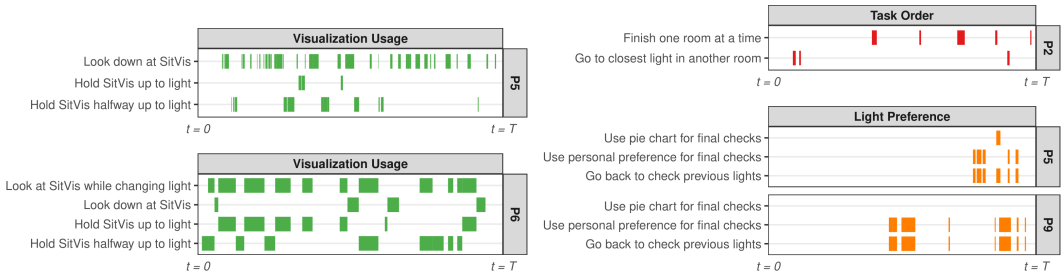 Visualization Usage
Look down at SitVis
Hold SitVis up to light
Hold SitVis halfway up to light
P5
t = 0
t = T
Visualization Usage
Look at SitVis while changing light
Look down at SitVis
Hold SitVis up to light
Hold SitVis halfway up to light
P6
t = 0
t = T
Task Order
Finish one room at a time
Go to closest light in another room
P2
t = 0
t = T
Light Preference
Use pie chart for final checks
Use personal preference for final checks
Go back to check previous lights
P5
Use pie chart for final checks
Use personal preference for final checks
Go back to check previous lights
P9
t = 0
t = T